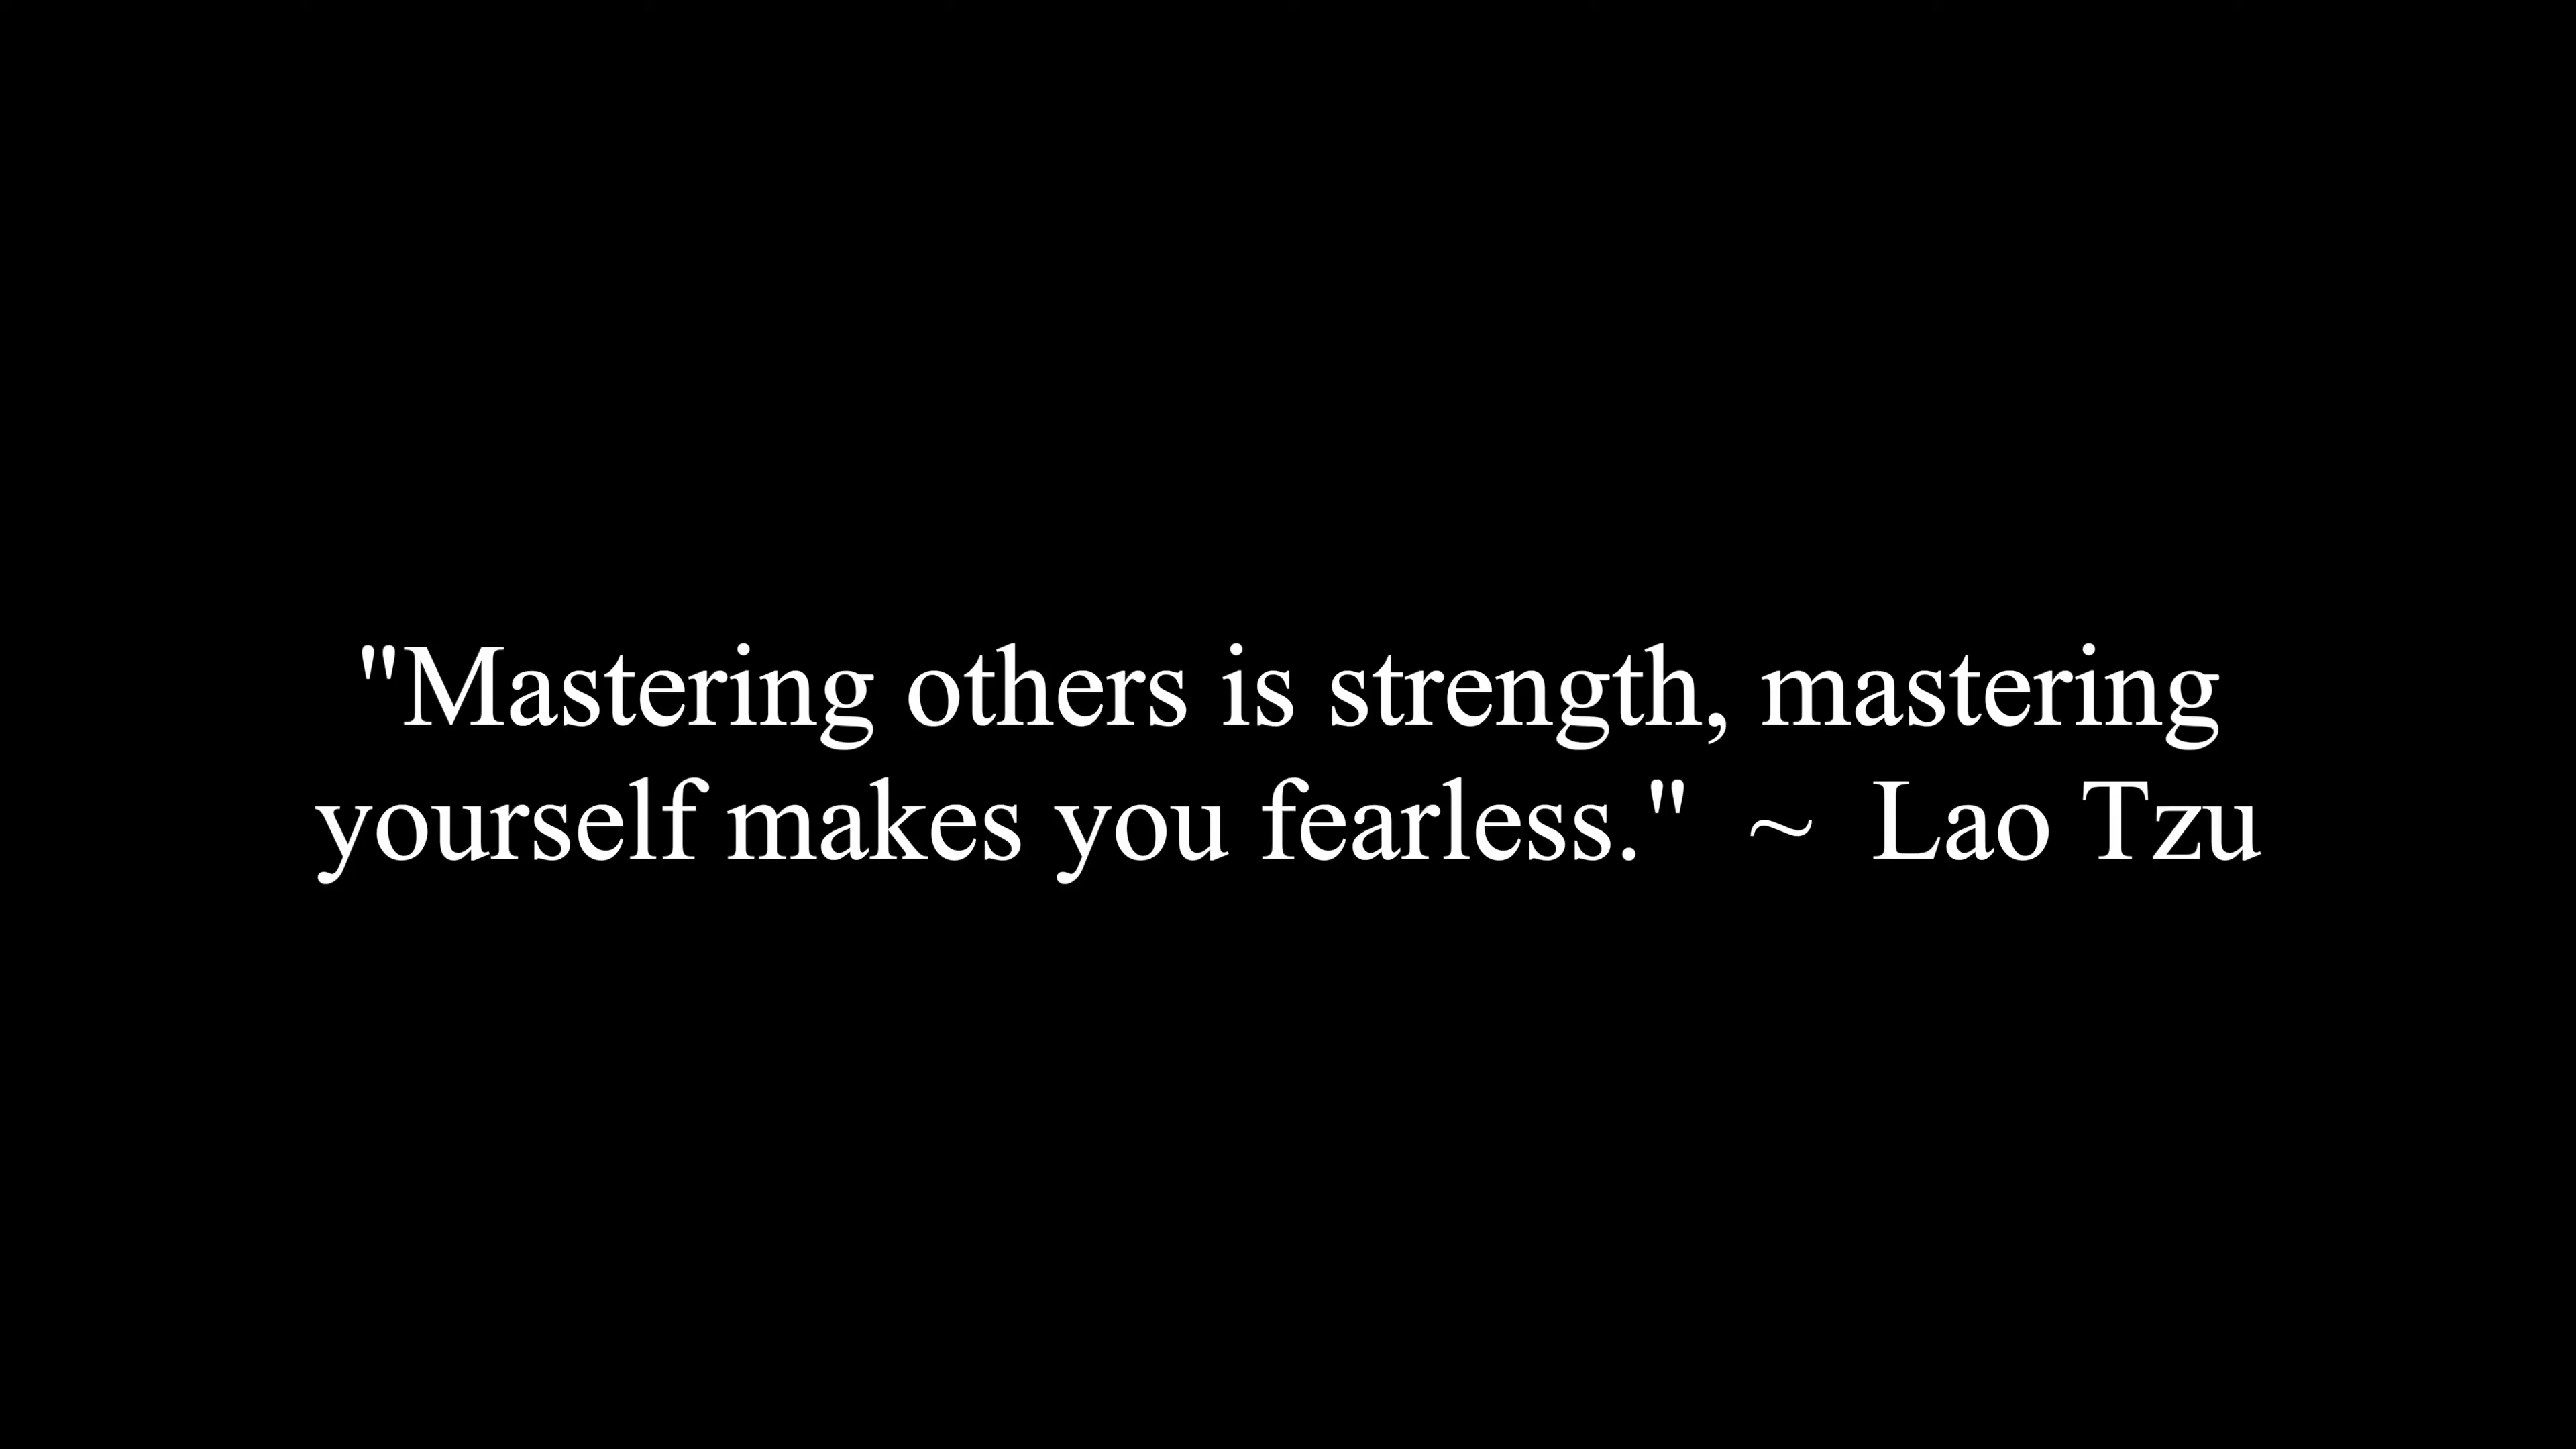 "Mastering others is strength, mastering
yourself makes you fearless."  ~  Lao Tzu